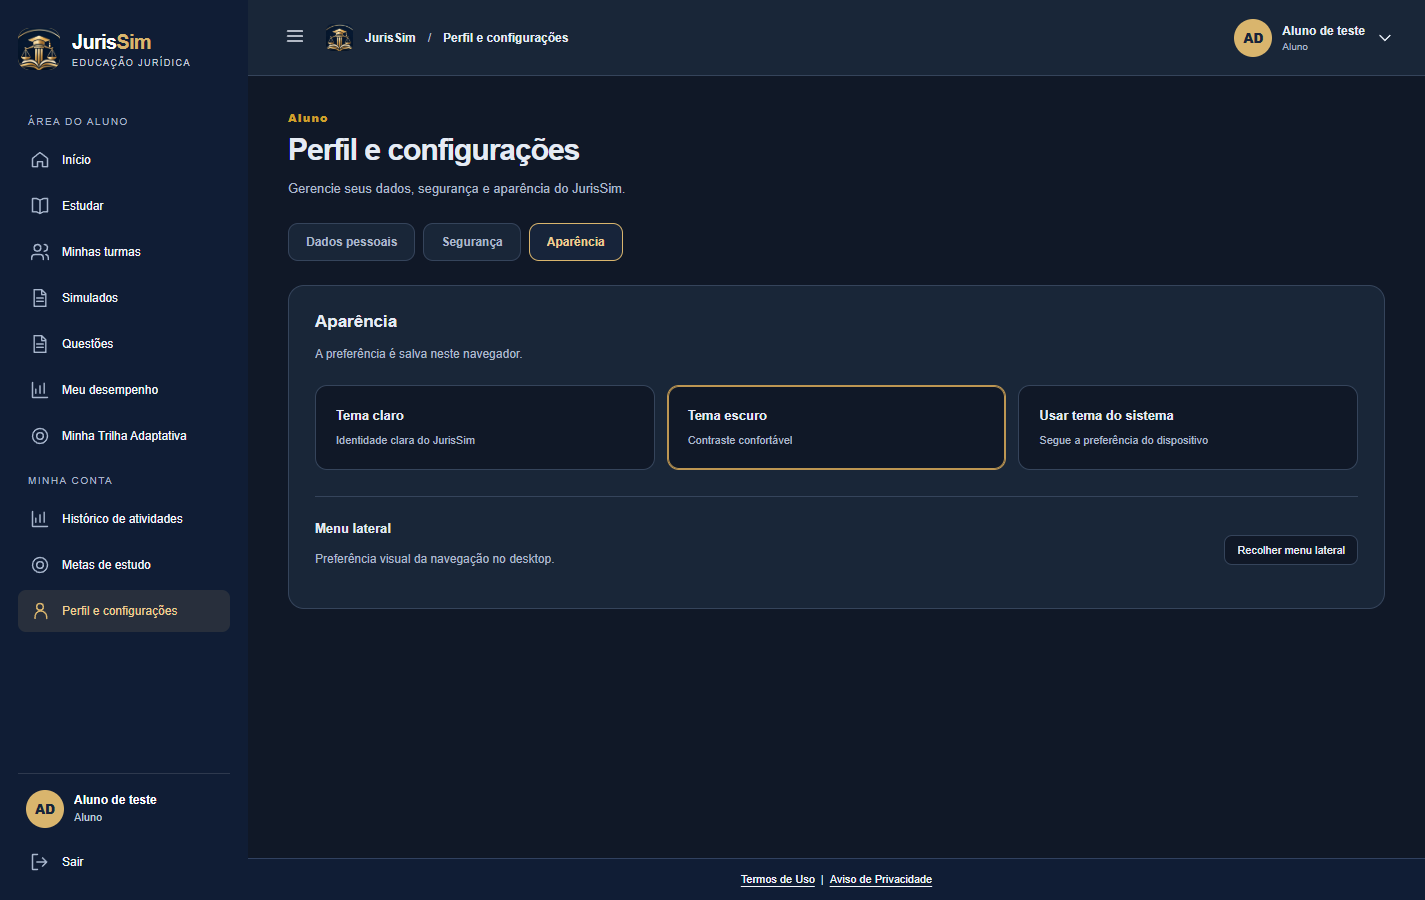 JurisSim
EDUCAÇÃO JURÍDICA
ÁREA DO ALUNO
Início
Estudar
Minhas turmas
Simulados
Questões
Meu desempenho
Minha Trilha Adaptativa
MINHA CONTA
Histórico de atividades
Metas de estudo
Perfil e configurações
AD
Aluno de teste
Aluno
Sair
JurisSim / Perfil e configurações
AD
Aluno de teste
Aluno
Aluno
Perfil e configurações
Gerencie seus dados, segurança e aparência do JurisSim.
Dados pessoais
Segurança
Aparência
Aparência
A preferência é salva neste navegador.
Tema claro
Identidade clara do JurisSim
Tema escuro
Contraste confortável
Usar tema do sistema
Segue a preferência do dispositivo
Menu lateral
Preferência visual da navegação no desktop.
Recolher menu lateral
Termos de Uso | Aviso de Privacidade